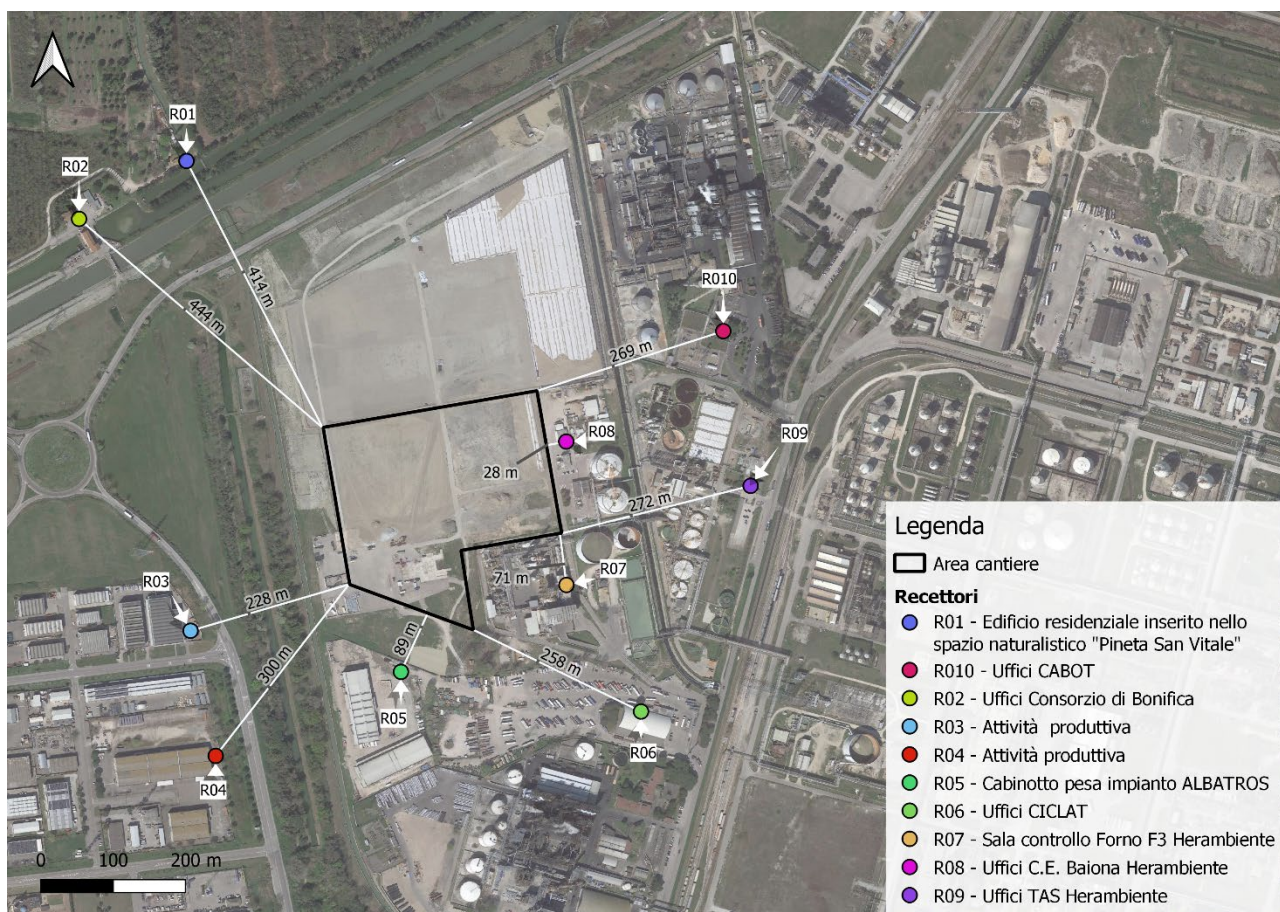 R01
R02
414 m
444 m
R010
269 m
R08
28 m
R09
272 m
R03
228 m
71 m
R07
300 m
89 m
258 m
R05
R06
R04
0 100 200 m
Legenda
Area cantiere
Recettori
R01 - Edificio residenziale inserito nello
spazio naturalistico "Pineta San Vitale"
R010 - Uffici CABOT
R02 - Uffici Consorzio di Bonifica
R03 - Attività produttiva
R04 - Attività produttiva
R05 - Cabinotto pesa impianto ALBATROS
R06 - Uffici CICLAT
R07 - Sala controllo Forno F3 Herambiente
R08 - Uffici C.E. Baiona Herambiente
R09 - Uffici TAS Herambiente